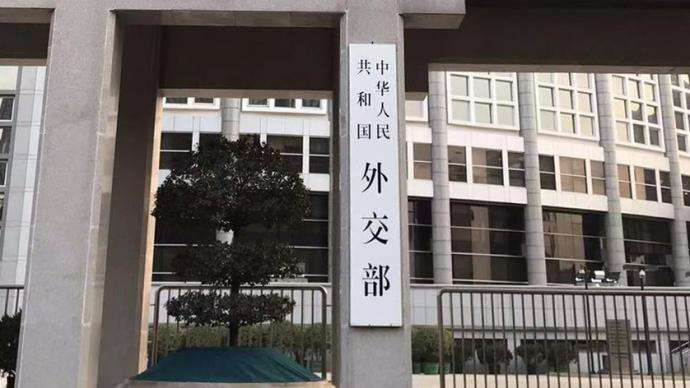 中华人民
共和国
外交部